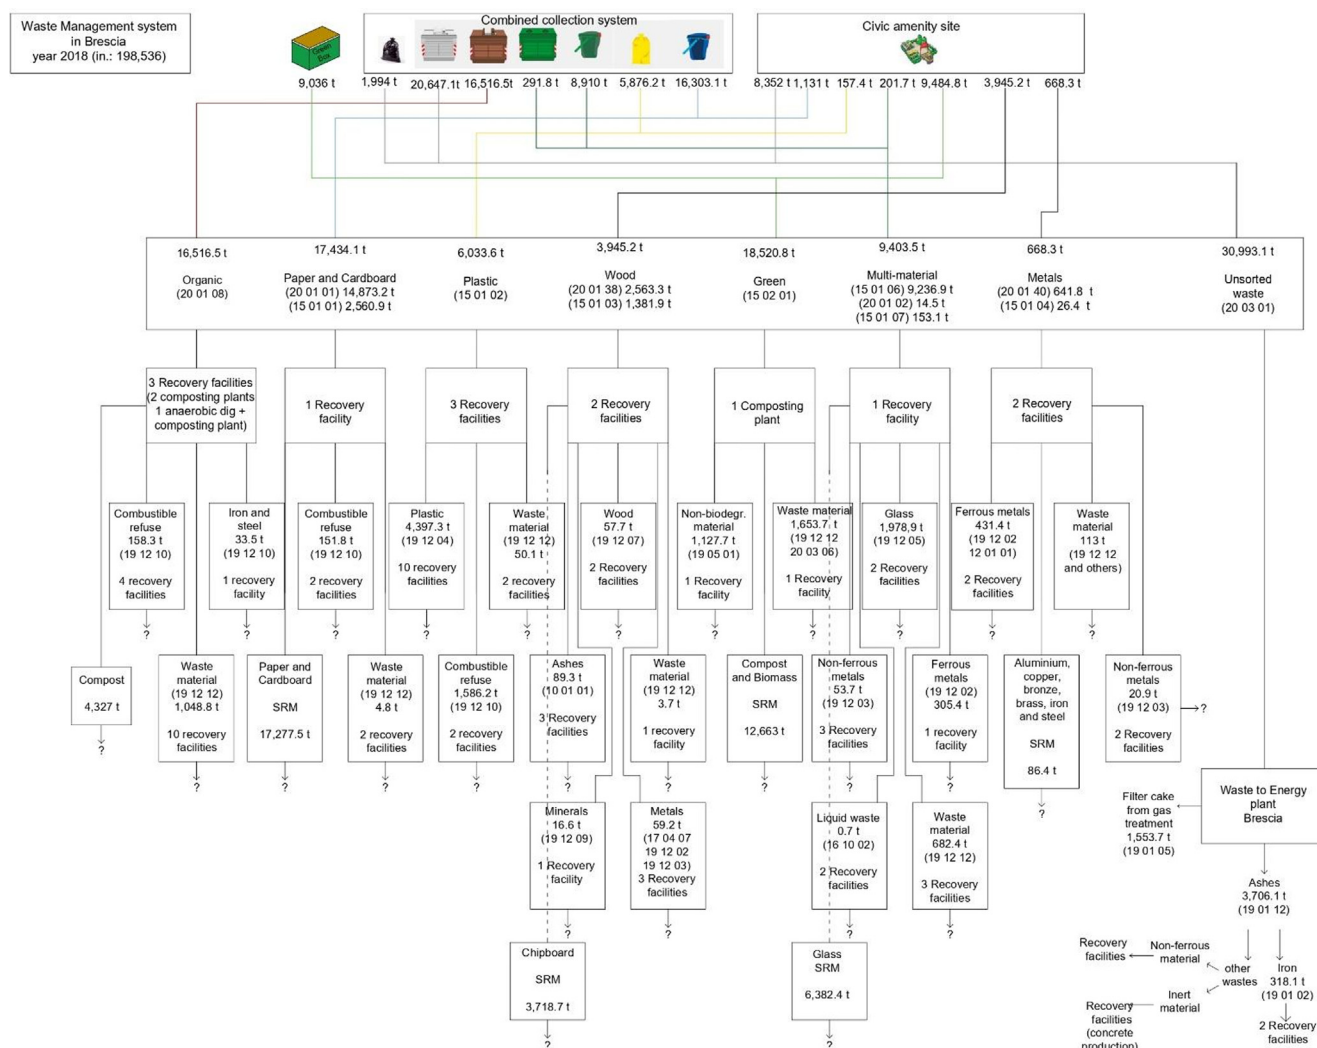 Waste Management system
in Brescia
year 2018 (in.: 198,536)
Green
Box
Combined collection system
Civic amenity site
9,036 t
1,994 t
20,647.1t
16,516.5t
291.8 t
8,910 t
5,876.2 t
16,303.1 t
8,352 t
1,131 t
157.4 t
201.7 t
9,484.8 t
3,945.2 t
668.3 t
16,516.5 t
Organic
(20 01 08)
17,434.1 t
Paper and Cardboard
(20 01 01) 14,873.2 t
(15 01 01) 2,560.9 t
6,033.6 t
Plastic
(15 01 02)
3,945.2 t
Wood
(20 01 38) 2,563.3 t
(15 01 03) 1,381.9 t
18,520.8 t
Green
(15 02 01)
9,403.5 t
Multi-material
(15 01 06) 9,236.9 t
(20 01 02) 14.5 t
(15 01 07) 153.1 t
668.3 t
Metals
(20 01 40) 641.8 t
(15 01 04) 26.4 t
30,993.1 t
Unsorted
waste
(20 03 01)
3 Recovery facilities
(2 composting plants
1 anaerobic dig +
composting plant)
1 Recovery
facility
3 Recovery
facilities
2 Recovery
facilities
1 Composting
plant
1 Recovery
facility
2 Recovery
facilities
Combustible
refuse
158.3 t
(19 12 10)
4 recovery
facilities
?
Iron and
steel
33.5 t
(19 12 10)
1 recovery
facility
?
Combustible
refuse
151.8 t
(19 12 10)
2 recovery
facilities
?
Plastic
4,397.3 t
(19 12 04)
10 recovery
facilities
?
Waste
material
(19 12 12)
50.1 t
2 recovery
facilities
?
Wood
57.7 t
(19 12 07)
2 Recovery
facilities
?
Non-biodegr.
material
1,127.7 t
(19 05 01)
1 Recovery
facility
?
Waste material
1,653.7 t
(19 12 12
20 03 06)
1 Recovery
facility
?
Glass
1,978,9 t
(19 12 05)
2 Recovery
facilities
?
Ferrous metals
431.4 t
(19 12 02
12 01 01)
2 Recovery
facilities
?
Waste
material
113 t
(19 12 12
and others)
?
Compost
4,327 t
?
Waste
material
(19 12 12)
1,048.8 t
10 recovery
facilities
?
Paper and
Cardboard
SRM
17,277.5 t
?
Waste
material
(19 12 12)
4.8 t
2 recovery
facilities
?
Combustible
refuse
1,586.2 t
(19 12 10)
2 recovery
facilities
?
Ashes
89.3 t
(10 01 01)
3 Recovery
facilities
?
Waste
material
(19 12 12)
3.7 t
1 recovery
facility
?
Compost
and Biomass
SRM
12,663 t
?
Non-ferrous
metals
53.7 t
(19 12 03)
3 Recovery
facilities
?
Ferrous
metals
(19 12 02)
305.4 t
1 recovery
facility
?
Aluminium,
copper,
bronze,
brass, iron
and steel
SRM
86.4 t
?
Non-ferrous
metals
20.9 t
(19 12 03)
2 Recovery
facilities
?
Minerals
16.6 t
(19 12 09)
1 Recovery
facility
?
Metals
59.2 t
(17 04 07
19 12 02
19 12 03)
3 Recovery
facilities
?
Liquid waste
0.7 t
(16 10 02)
2 Recovery
facilities
?
Waste
material
682.4 t
(19 12 12)
3 Recovery
facilities
?
Chipboard
SRM
3,718.7 t
?
Glass
SRM
6,382.4 t
?
Waste to Energy
plant
Brescia
Filter cake
from gas
treatment
1,553.7 t
(19 01 05)
Ashes
3,706.1 t
(19 01 12)
Recovery
facilities
Non-ferrous
material
other
wastes
Iron
318.1 t
(19 01 02)
Inert
material
Recovery
facilities
(concrete
production)
2 Recovery
facilities